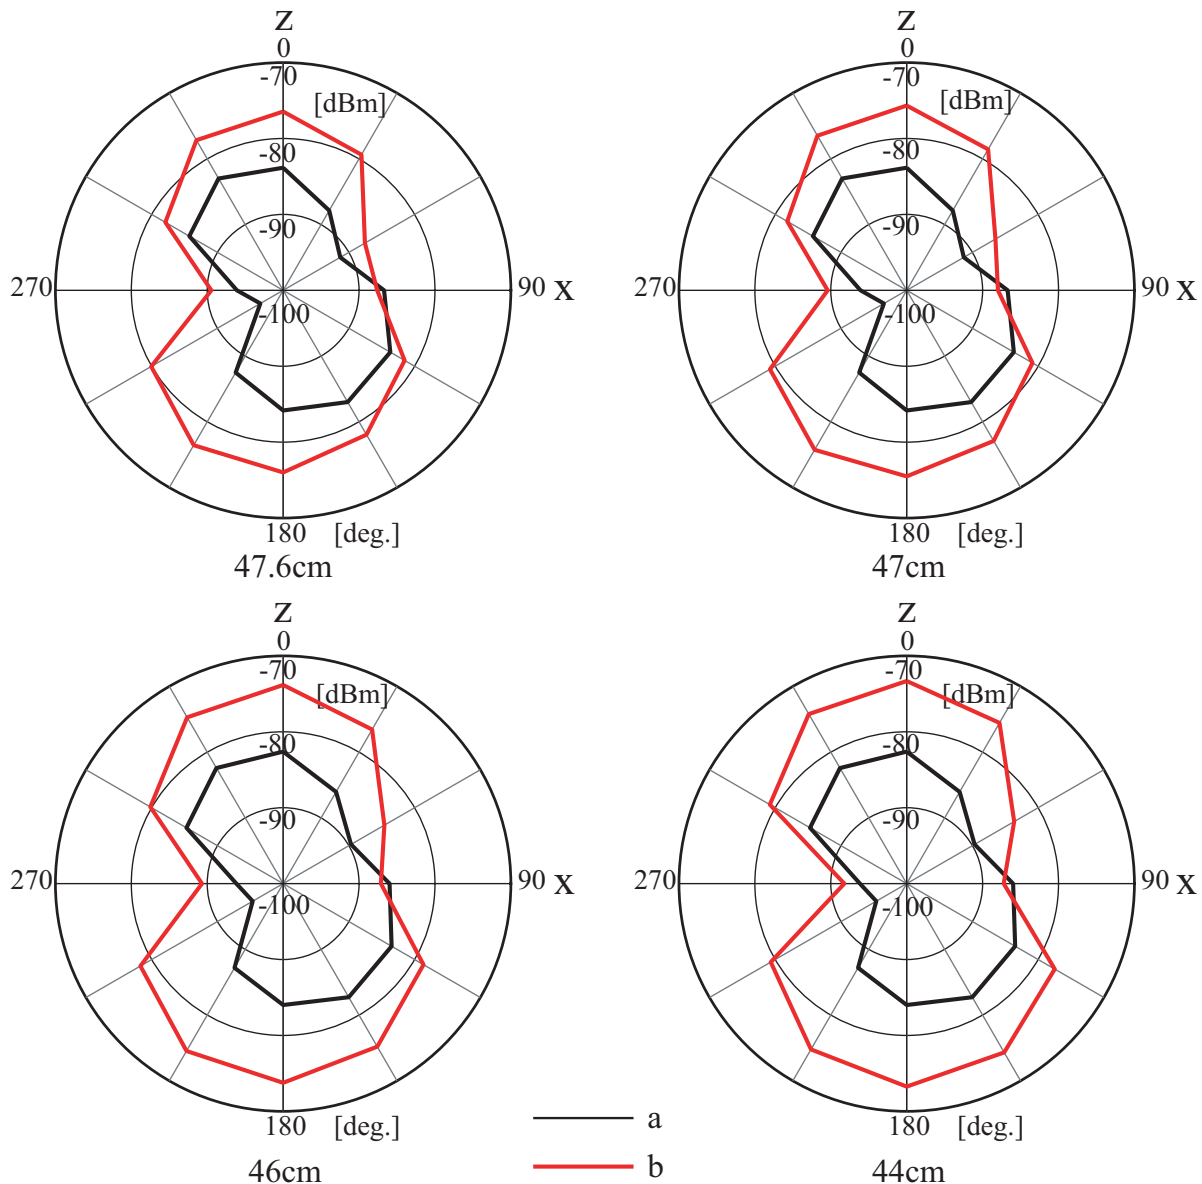 Z Z
0 0
-70 -70
[dBm] [dBm]
-80 -80
-90 -90
270 90 X 270 90 X
-100 -100
180 [deg.] 180 [deg.]
47.6cm 47cm
Z Z
0 0
-70 -70
[dBm] [dBm]
-80 -80
-90 -90
270 90 X 270 90 X
-100 -100
180 [deg.] 180 [deg.]
a
b
46cm 44cm